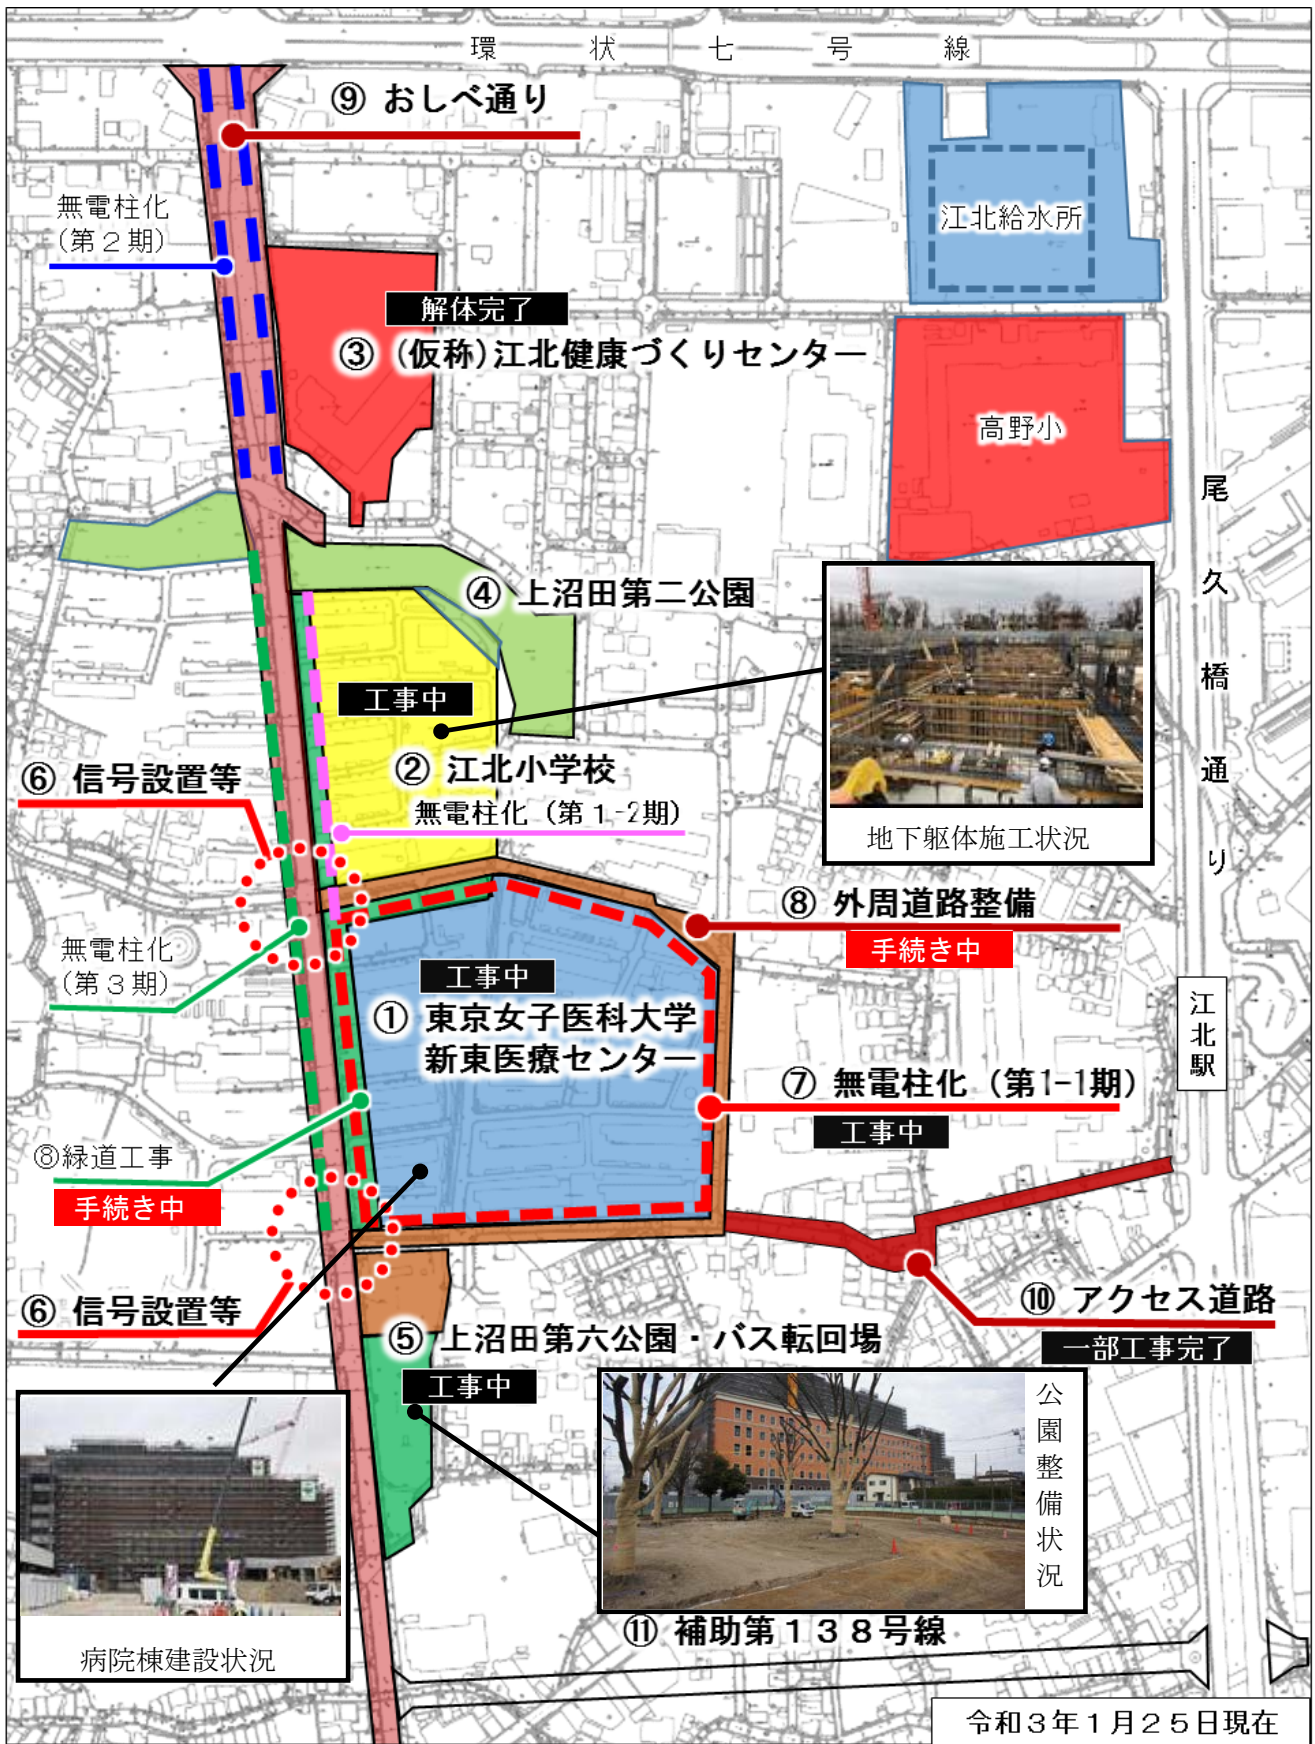 環状七号線
⑨ おしべ通り
無電柱化
(第２期)
江北給水所
解体完了
③ (仮称)江北健康づくりセンター
高野小
尾久橋通り
④ 上沼田第二公園
工事中
② 江北小学校
無電柱化（第１-２期）
⑥ 信号設置等
地下躯体施工状況
⑧ 外周道路整備
手続き中
無電柱化
(第３期)
工事中
① 東京女子医科大学
新東医療センター
江北駅
⑦ 無電柱化（第1-1期）
工事中
⑧緑道工事
手続き中
⑥ 信号設置等
⑩ アクセス道路
一部工事完了
⑤ 上沼田第六公園・バス転回場
工事中
公園整備状況
病院棟建設状況
⑪ 補助第１３８号線
令和３年１月２５日現在